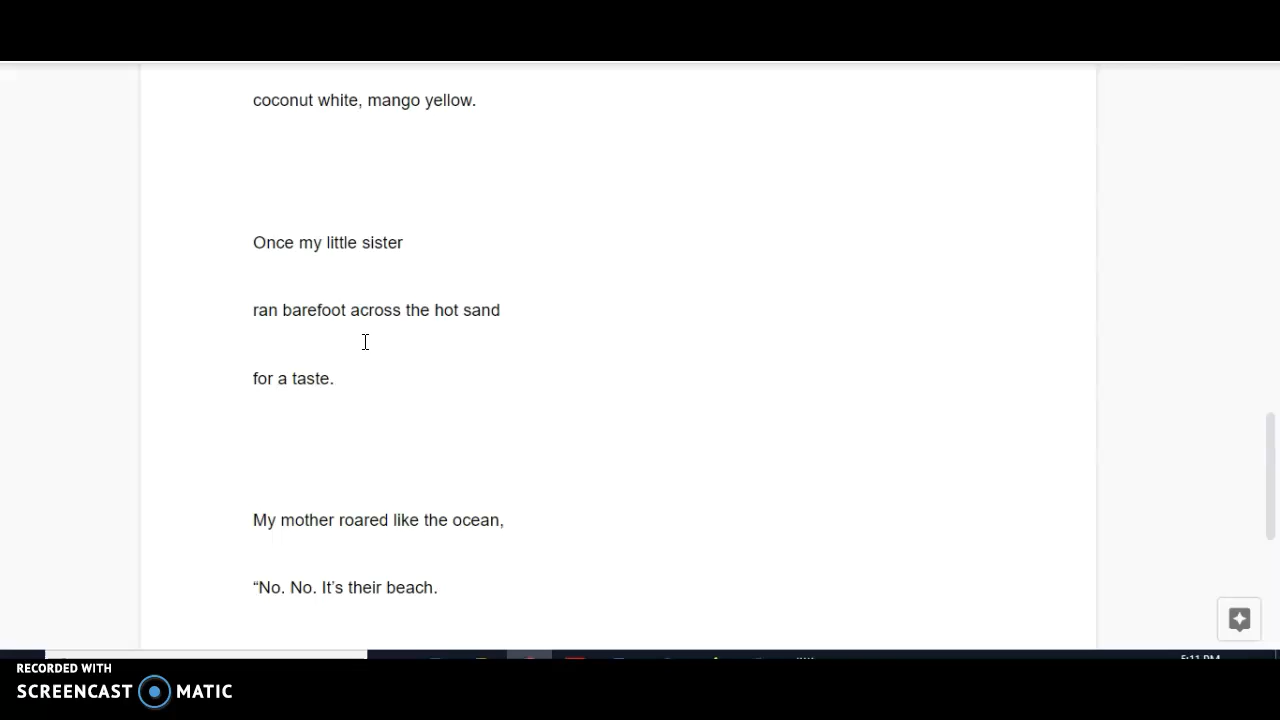 coconut white, mango yellow.
Once my little sister
ran barefoot across the hot sand
for a taste.
My mother roared like the ocean,
“No. No. It’s their beach.
RECORDED WITH
SCREENCAST MATIC